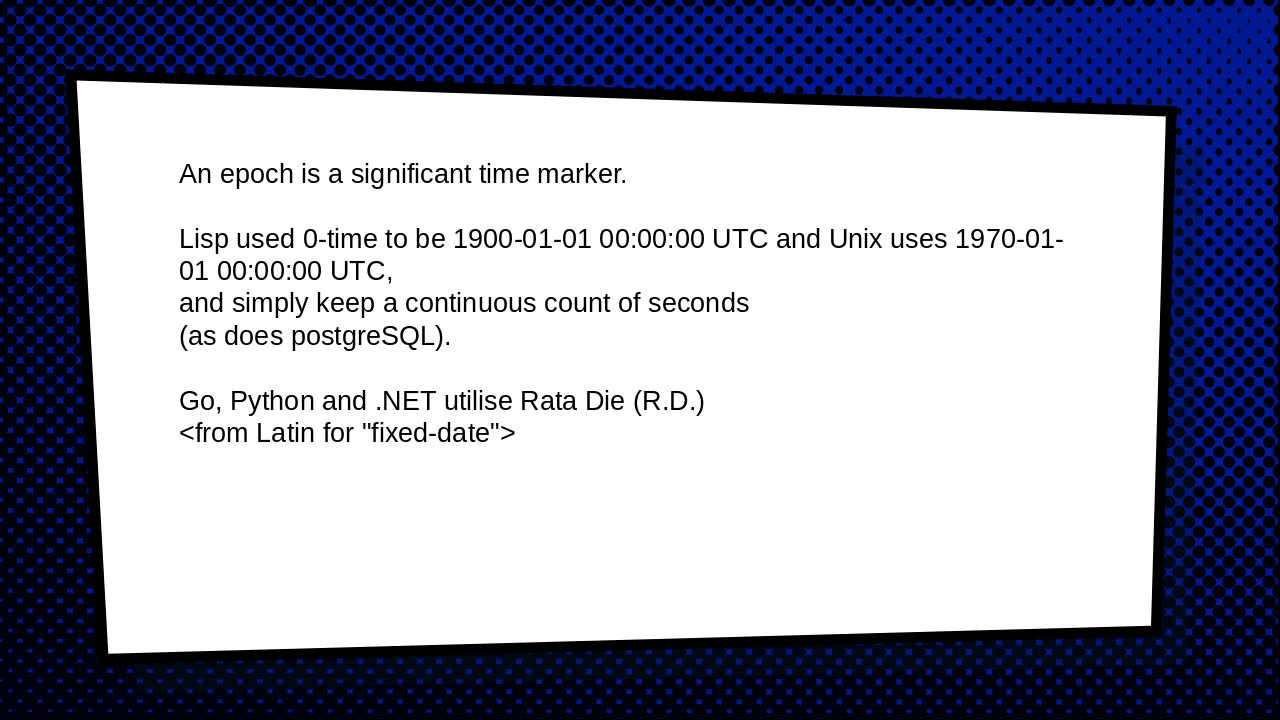 An epoch is a significant time marker.
Lisp used 0-time to be 1900-01-01 00:00:00 UTC and Unix uses 1970-01-
01 00:00:00 UTC,
and simply keep a continuous count of seconds
(as does postgreSQL).
Go, Python and .NET utilise Rata Die (R.D.)
<from Latin for "fixed-date">